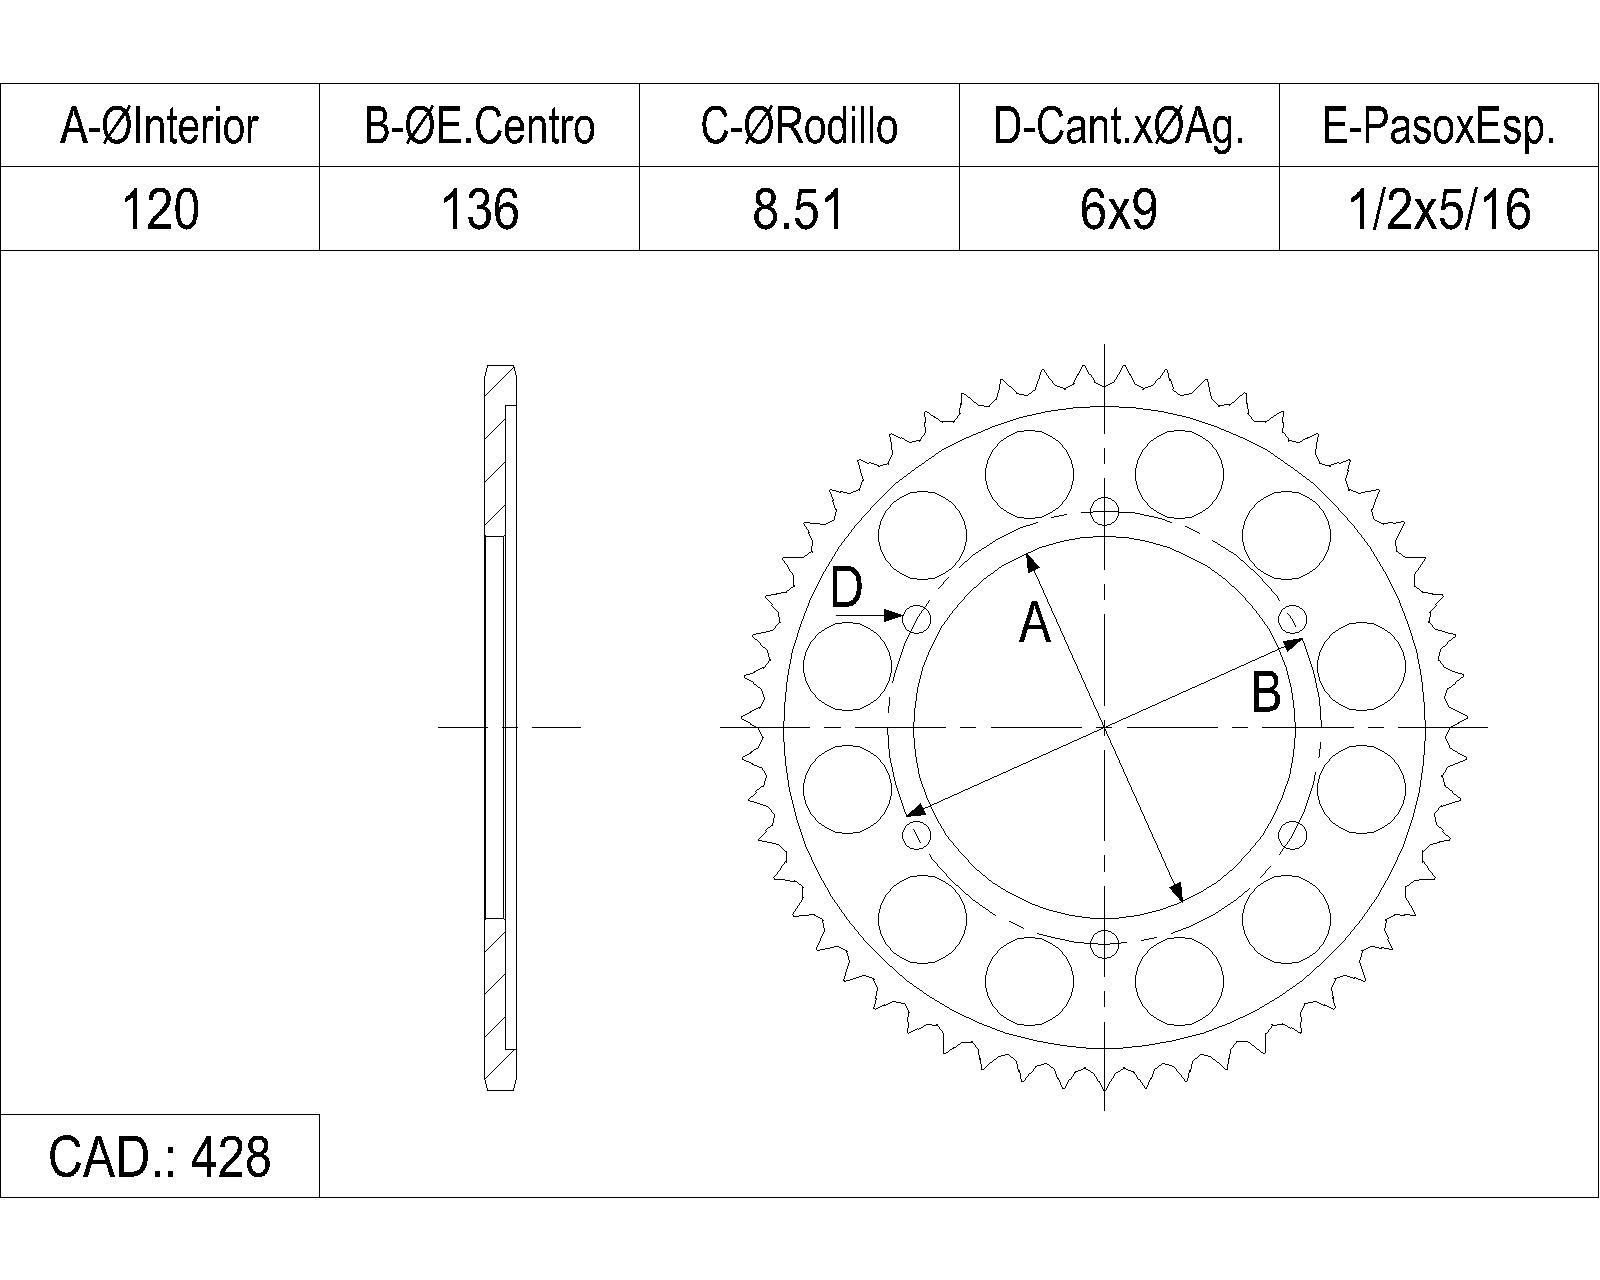 A-ØInterior B-ØE.Centro C-ØRodillo D-Cant.xØAg. E-PasoxEsp.
120 136 8.51 6x9 1/2x5/16
D
A
B
CAD.: 428